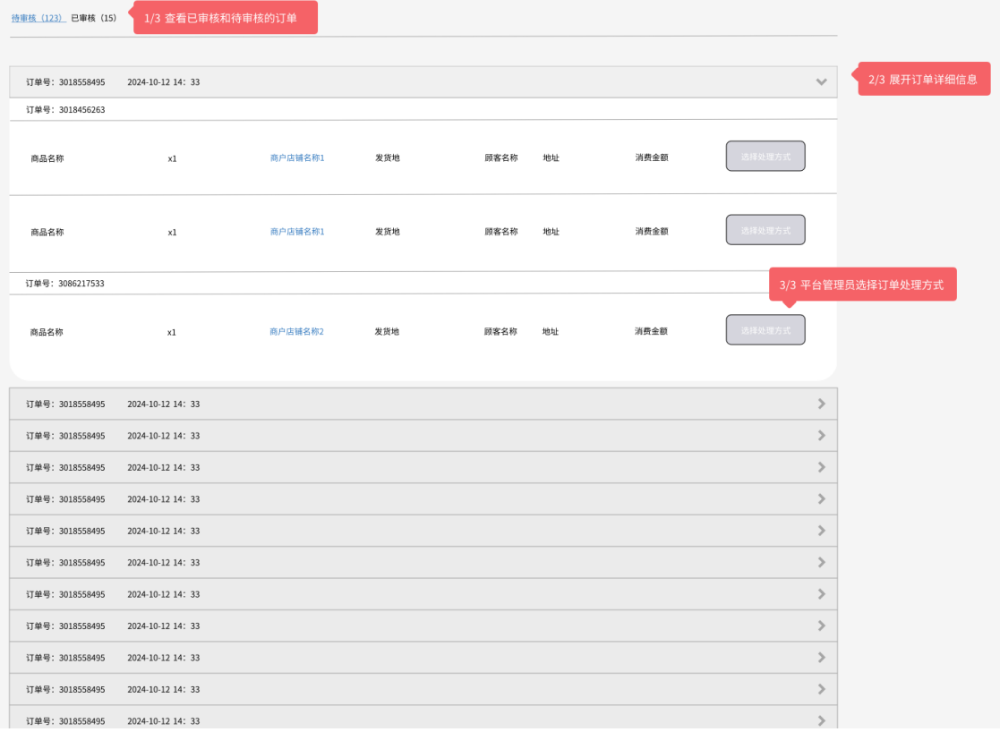 待审核（123） 已审核（15） 1/3 查看已审核和待审核的订单
订单号：3018558495 2024-10-12 14：33 2/3 展开订单详细信息
订单号：3018456263
商品名称 x1 商户店铺名称1 发货地 顾客名称 地址 消费金额 选择处理方式
商品名称 x1 商户店铺名称1 发货地 顾客名称 地址 消费金额 选择处理方式
订单号：3086217533 3/3 平台管理员选择订单处理方式
商品名称 x1 商户店铺名称2 发货地 顾客名称 地址 消费金额 选择处理方式
订单号：3018558495 2024-10-12 14：33
订单号：3018558495 2024-10-12 14：33
订单号：3018558495 2024-10-12 14：33
订单号：3018558495 2024-10-12 14：33
订单号：3018558495 2024-10-12 14：33
订单号：3018558495 2024-10-12 14：33
订单号：3018558495 2024-10-12 14：33
订单号：3018558495 2024-10-12 14：33
订单号：3018558495 2024-10-12 14：33
订单号：3018558495 2024-10-12 14：33
订单号：3018558495 2024-10-12 14：33